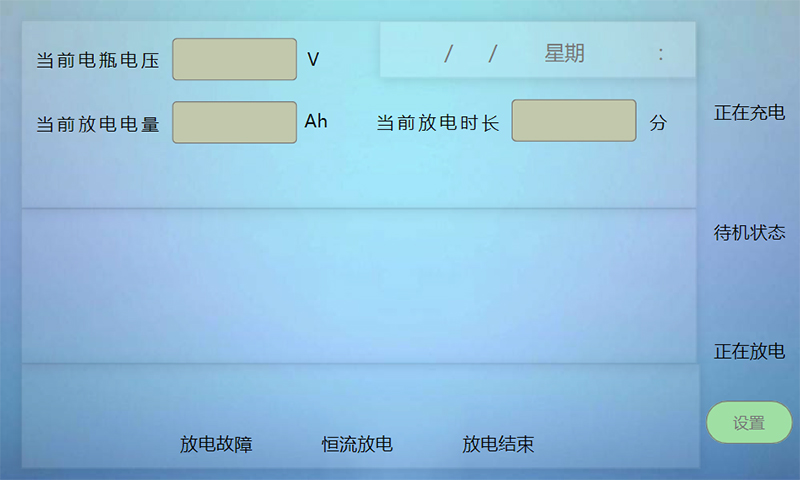 当前电瓶电压 V
/ / 星期 :
当前放电电量 Ah
当前放电时长 分
正在充电
待机状态
正在放电
设置
放电故障 恒流放电 放电结束